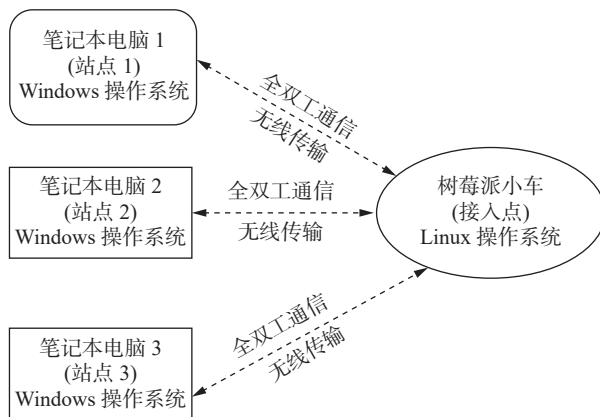 笔记本电脑 1
(站点 1)
Windows 操作系统
全双工通信
无线传输
笔记本电脑 2
(站点 2)
Windows 操作系统
全双工通信
无线传输
树莓派小车
(接入点)
Linux 操作系统
笔记本电脑 3
(站点 3)
Windows 操作系统
全双工通信
无线传输